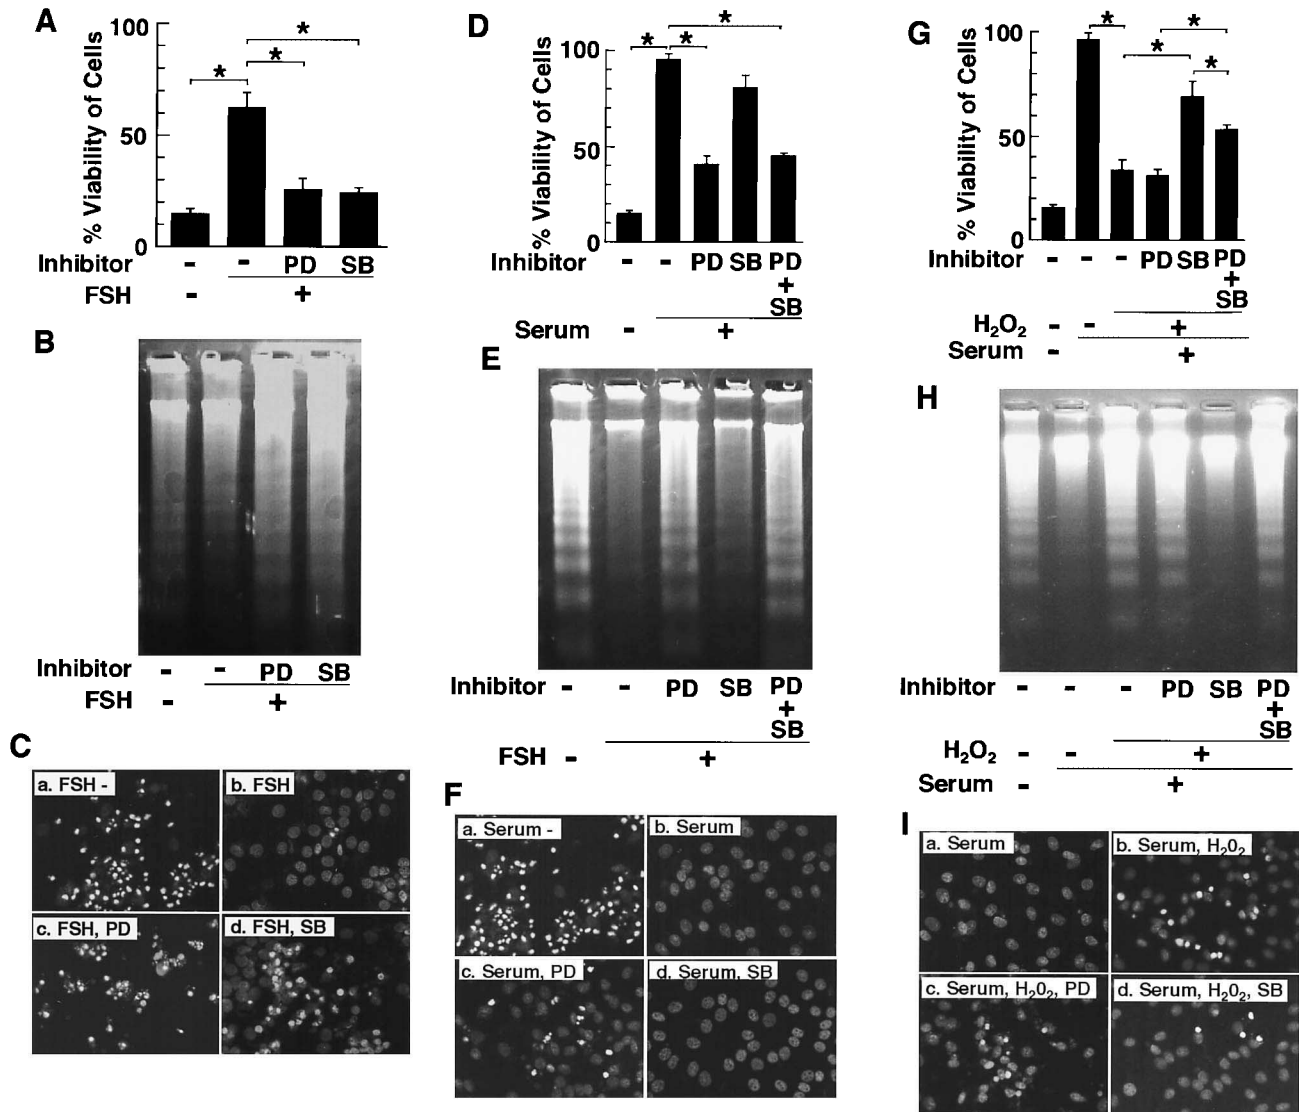 A
% Viability of Cells
100
50
0
* * *
Inhibitor - - PD SB
FSH - +
B
Inhibitor - - PD SB
FSH - +
C
a. FSH -
b. FSH
c. FSH, PD
d. FSH, SB
D
% Viability of Cells
100
50
0
* * *
Inhibitor - - PD SB PD
+
SB
Serum - +
E
Inhibitor - - PD SB PD
+
SB
FSH - +
F
a. Serum -
b. Serum
c. Serum, PD
d. Serum, SB
G
% Viability of Cells
100
50
0
* * * *
Inhibitor - - - PD SB PD
+
SB
H₂O₂ - - +
Serum - +
H
Inhibitor - - - PD SB PD
+
SB
H₂O₂ - - +
Serum - +
I
a. Serum
b. Serum, H₂O₂
c. Serum, H₂O₂, PD
d. Serum, H₂O₂, SB